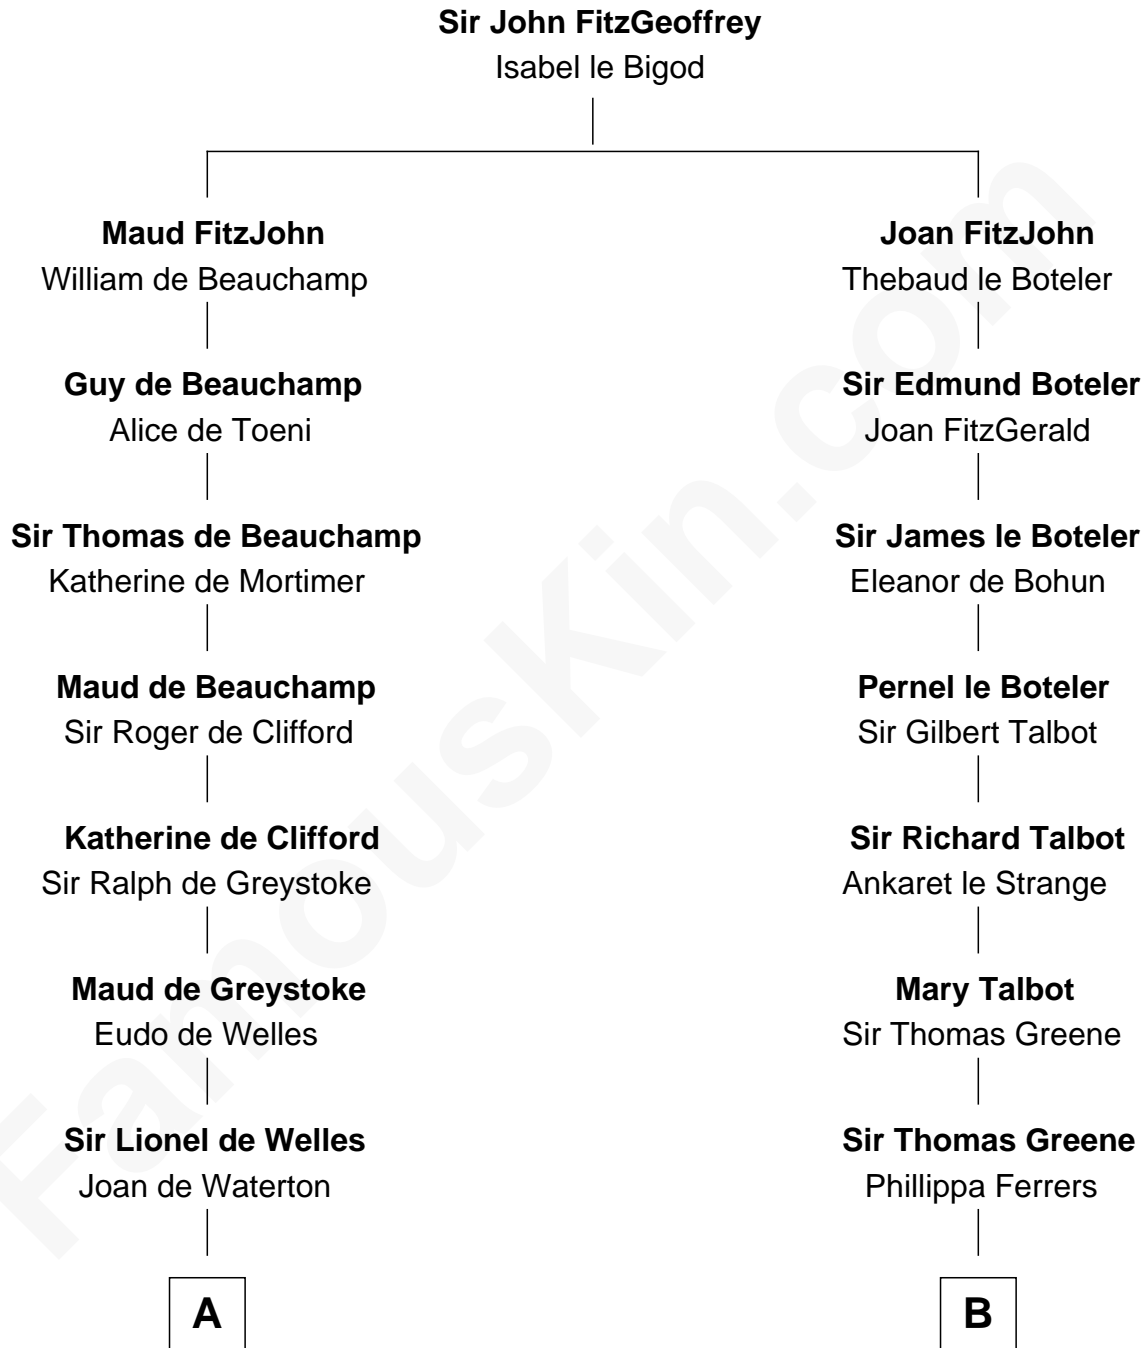 Sir John FitzGeoffrey
Isabel le Bigod
Maud FitzJohn
William de Beauchamp
Joan FitzJohn
Thebaud le Boteler
Guy de Beauchamp
Alice de Toeni
Sir Edmund Boteler
Joan FitzGerald
Sir Thomas de Beauchamp
Katherine de Mortimer
Sir James le Boteler
Eleanor de Bohun
Maud de Beauchamp
Sir Roger de Clifford
Pernel le Boteler
Sir Gilbert Talbot
Katherine de Clifford
Sir Ralph de Greystoke
Sir Richard Talbot
Ankaret le Strange
Maud de Greystoke
Eudo de Welles
Mary Talbot
Sir Thomas Greene
Sir Lionel de Welles
Joan de Waterton
Sir Thomas Greene
Phillippa Ferrers
A
B
FamousKin.com